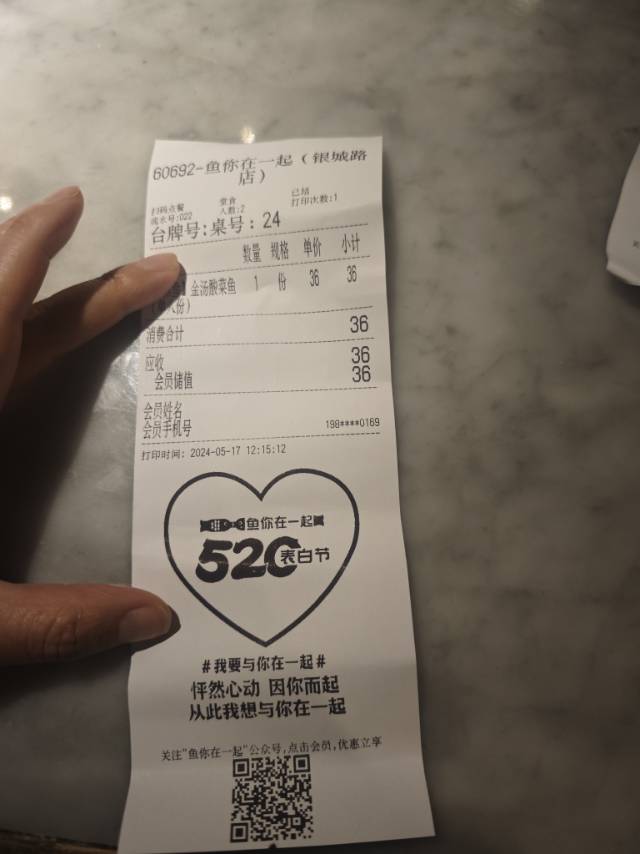 60692-鱼你在一起（银城路
店）
扫码点餐 堂食 已结
流水号:022 人数:2 打印次数:1
台牌号:桌号: 24
数量 规格 单价 小计
金汤酸菜鱼 1 份 36 36
份）
消费合计 36
应收 36
会员储值 36
会员姓名
会员手机号 198****0169
打印时间: 2024-05-17 12:15:12
鱼你在一起
520表白节
#我要与你在一起#
怦然心动 因你而起
从此我想与你在一起
关注"鱼你在一起"公众号,点击会员,优惠立享